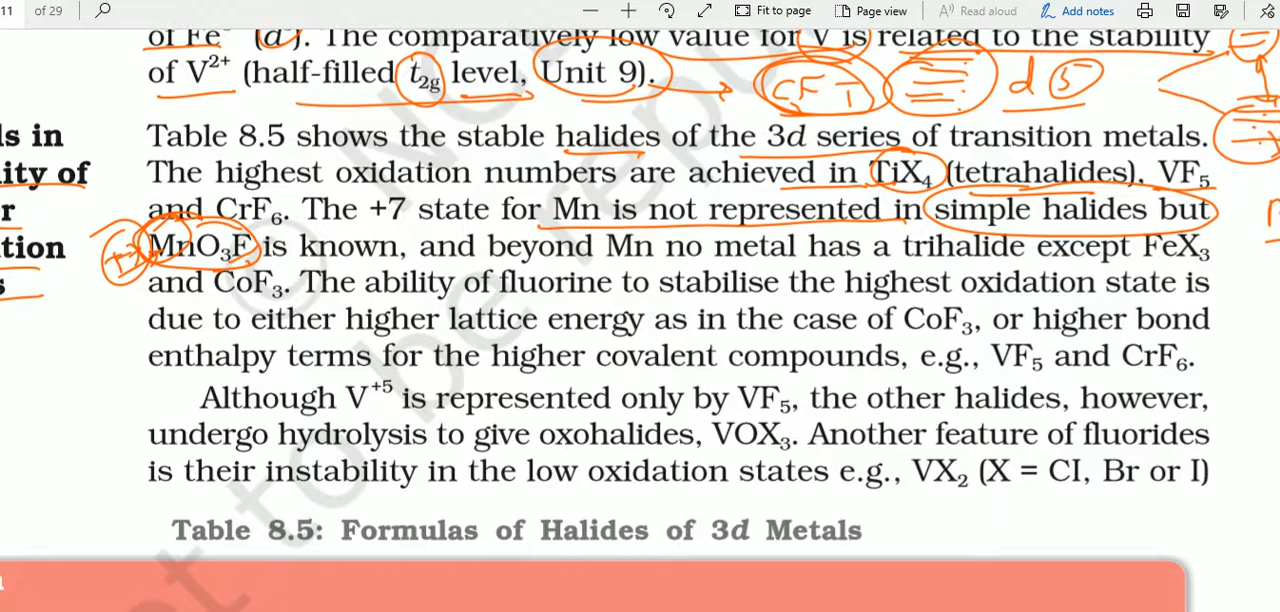 11 of 29 Fit to page Page view Read aloud Add notes
of Fe (d ). The comparatively low value for V is related to the stability
of V²⁺ (half-filled t₂g level, Unit 9). CFT d 5
ls in
ity of
r
tion
s
Table 8.5 shows the stable halides of the 3d series of transition metals.
The highest oxidation numbers are achieved in TiX₄ (tetrahalides), VF₅
and CrF₆. The +7 state for Mn is not represented in simple halides but
MnO₃F is known, and beyond Mn no metal has a trihalide except FeX₃
and CoF₃. The ability of fluorine to stabilise the highest oxidation state is
due to either higher lattice energy as in the case of CoF₃, or higher bond
enthalpy terms for the higher covalent compounds, e.g., VF₅ and CrF₆.
Although V⁺⁵ is represented only by VF₅, the other halides, however,
undergo hydrolysis to give oxohalides, VOX₃. Another feature of fluorides
is their instability in the low oxidation states e.g., VX₂ (X = CI, Br or I)
Table 8.5: Formulas of Halides of 3d Metals